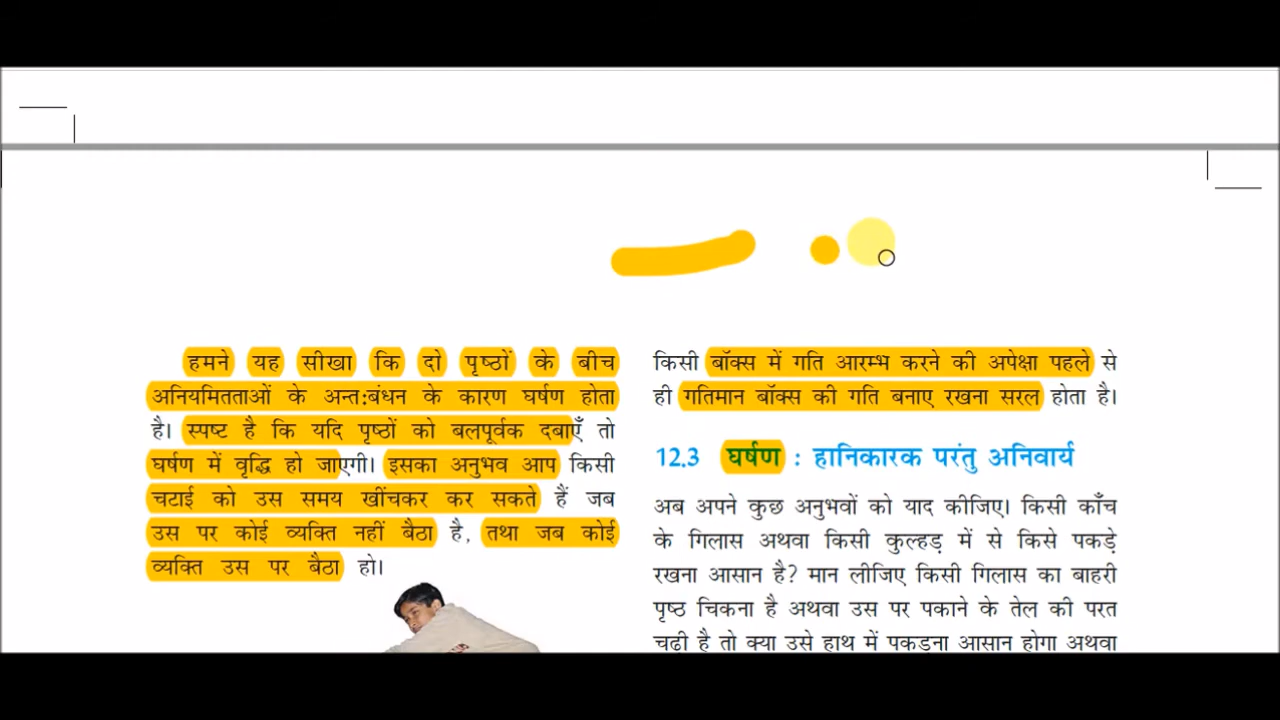 हमने यह सीखा कि दो पृष्ठों के बीच
अनियमितताओं के अन्त:बंधन के कारण घर्षण होता
है। स्पष्ट है कि यदि पृष्ठों को बलपूर्वक दबाएँ तो
घर्षण में वृद्धि हो जाएगी। इसका अनुभव आप किसी
चटाई को उस समय खींचकर कर सकते हैं जब
उस पर कोई व्यक्ति नहीं बैठा है, तथा जब कोई
व्यक्ति उस पर बैठा हो।
किसी बॉक्स में गति आरम्भ करने की अपेक्षा पहले से
ही गतिमान बॉक्स की गति बनाए रखना सरल होता है।
12.3 घर्षण : हानिकारक परंतु अनिवार्य
अब अपने कुछ अनुभवों को याद कीजिए। किसी काँच
के गिलास अथवा किसी कुल्हड़ में से किसे पकड़े
रखना आसान है? मान लीजिए किसी गिलास का बाहरी
पृष्ठ चिकना है अथवा उस पर पकाने के तेल की परत
चढी है तो क्या उसे हाथ में पकडना आसान होगा अथवा